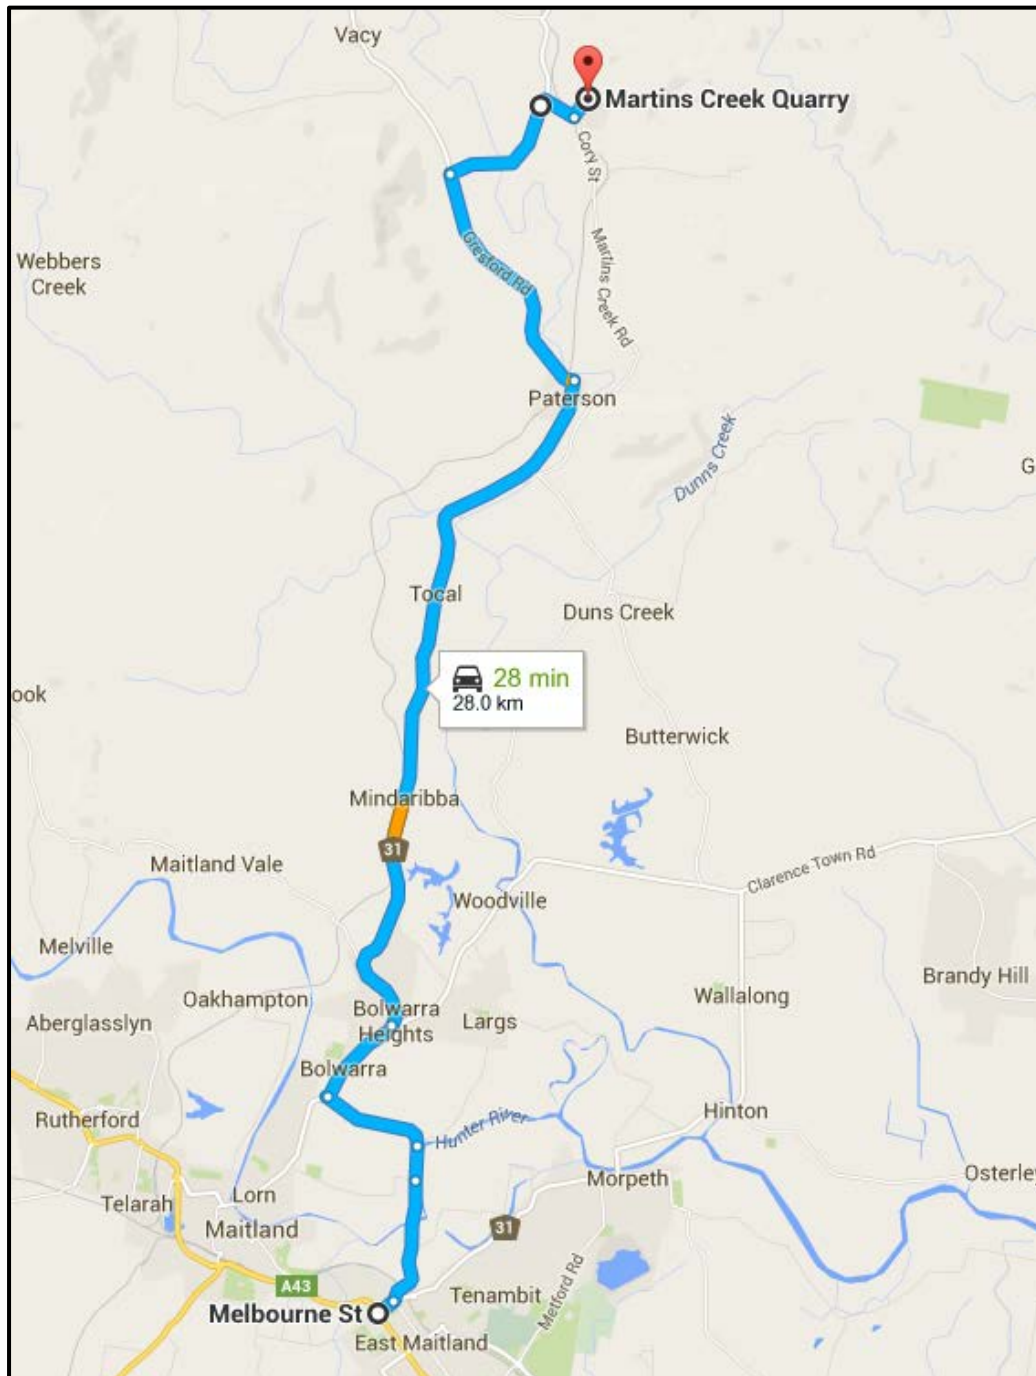 Vacy
Martins Creek Quarry
Cory St
Webbers
Creek
Gresford Rd
Martins Creek Rd
Paterson
Dunns Creek
G
Tocal
Duns Creek
28 min
28.0 km
ook
Butterwick
Mindaribba
31
Maitland Vale
Clarence Town Rd
Woodville
Melville
Brandy Hill
Oakhampton
Wallalong
Bolwarra
Heights
Largs
Aberglasslyn
Bolwarra
Rutherford
Hunter River
Hinton
Morpeth
Osterley
Telarah
Lorn
Maitland
31
A43
Tenambit
Metford Rd
Melbourne St
East Maitland